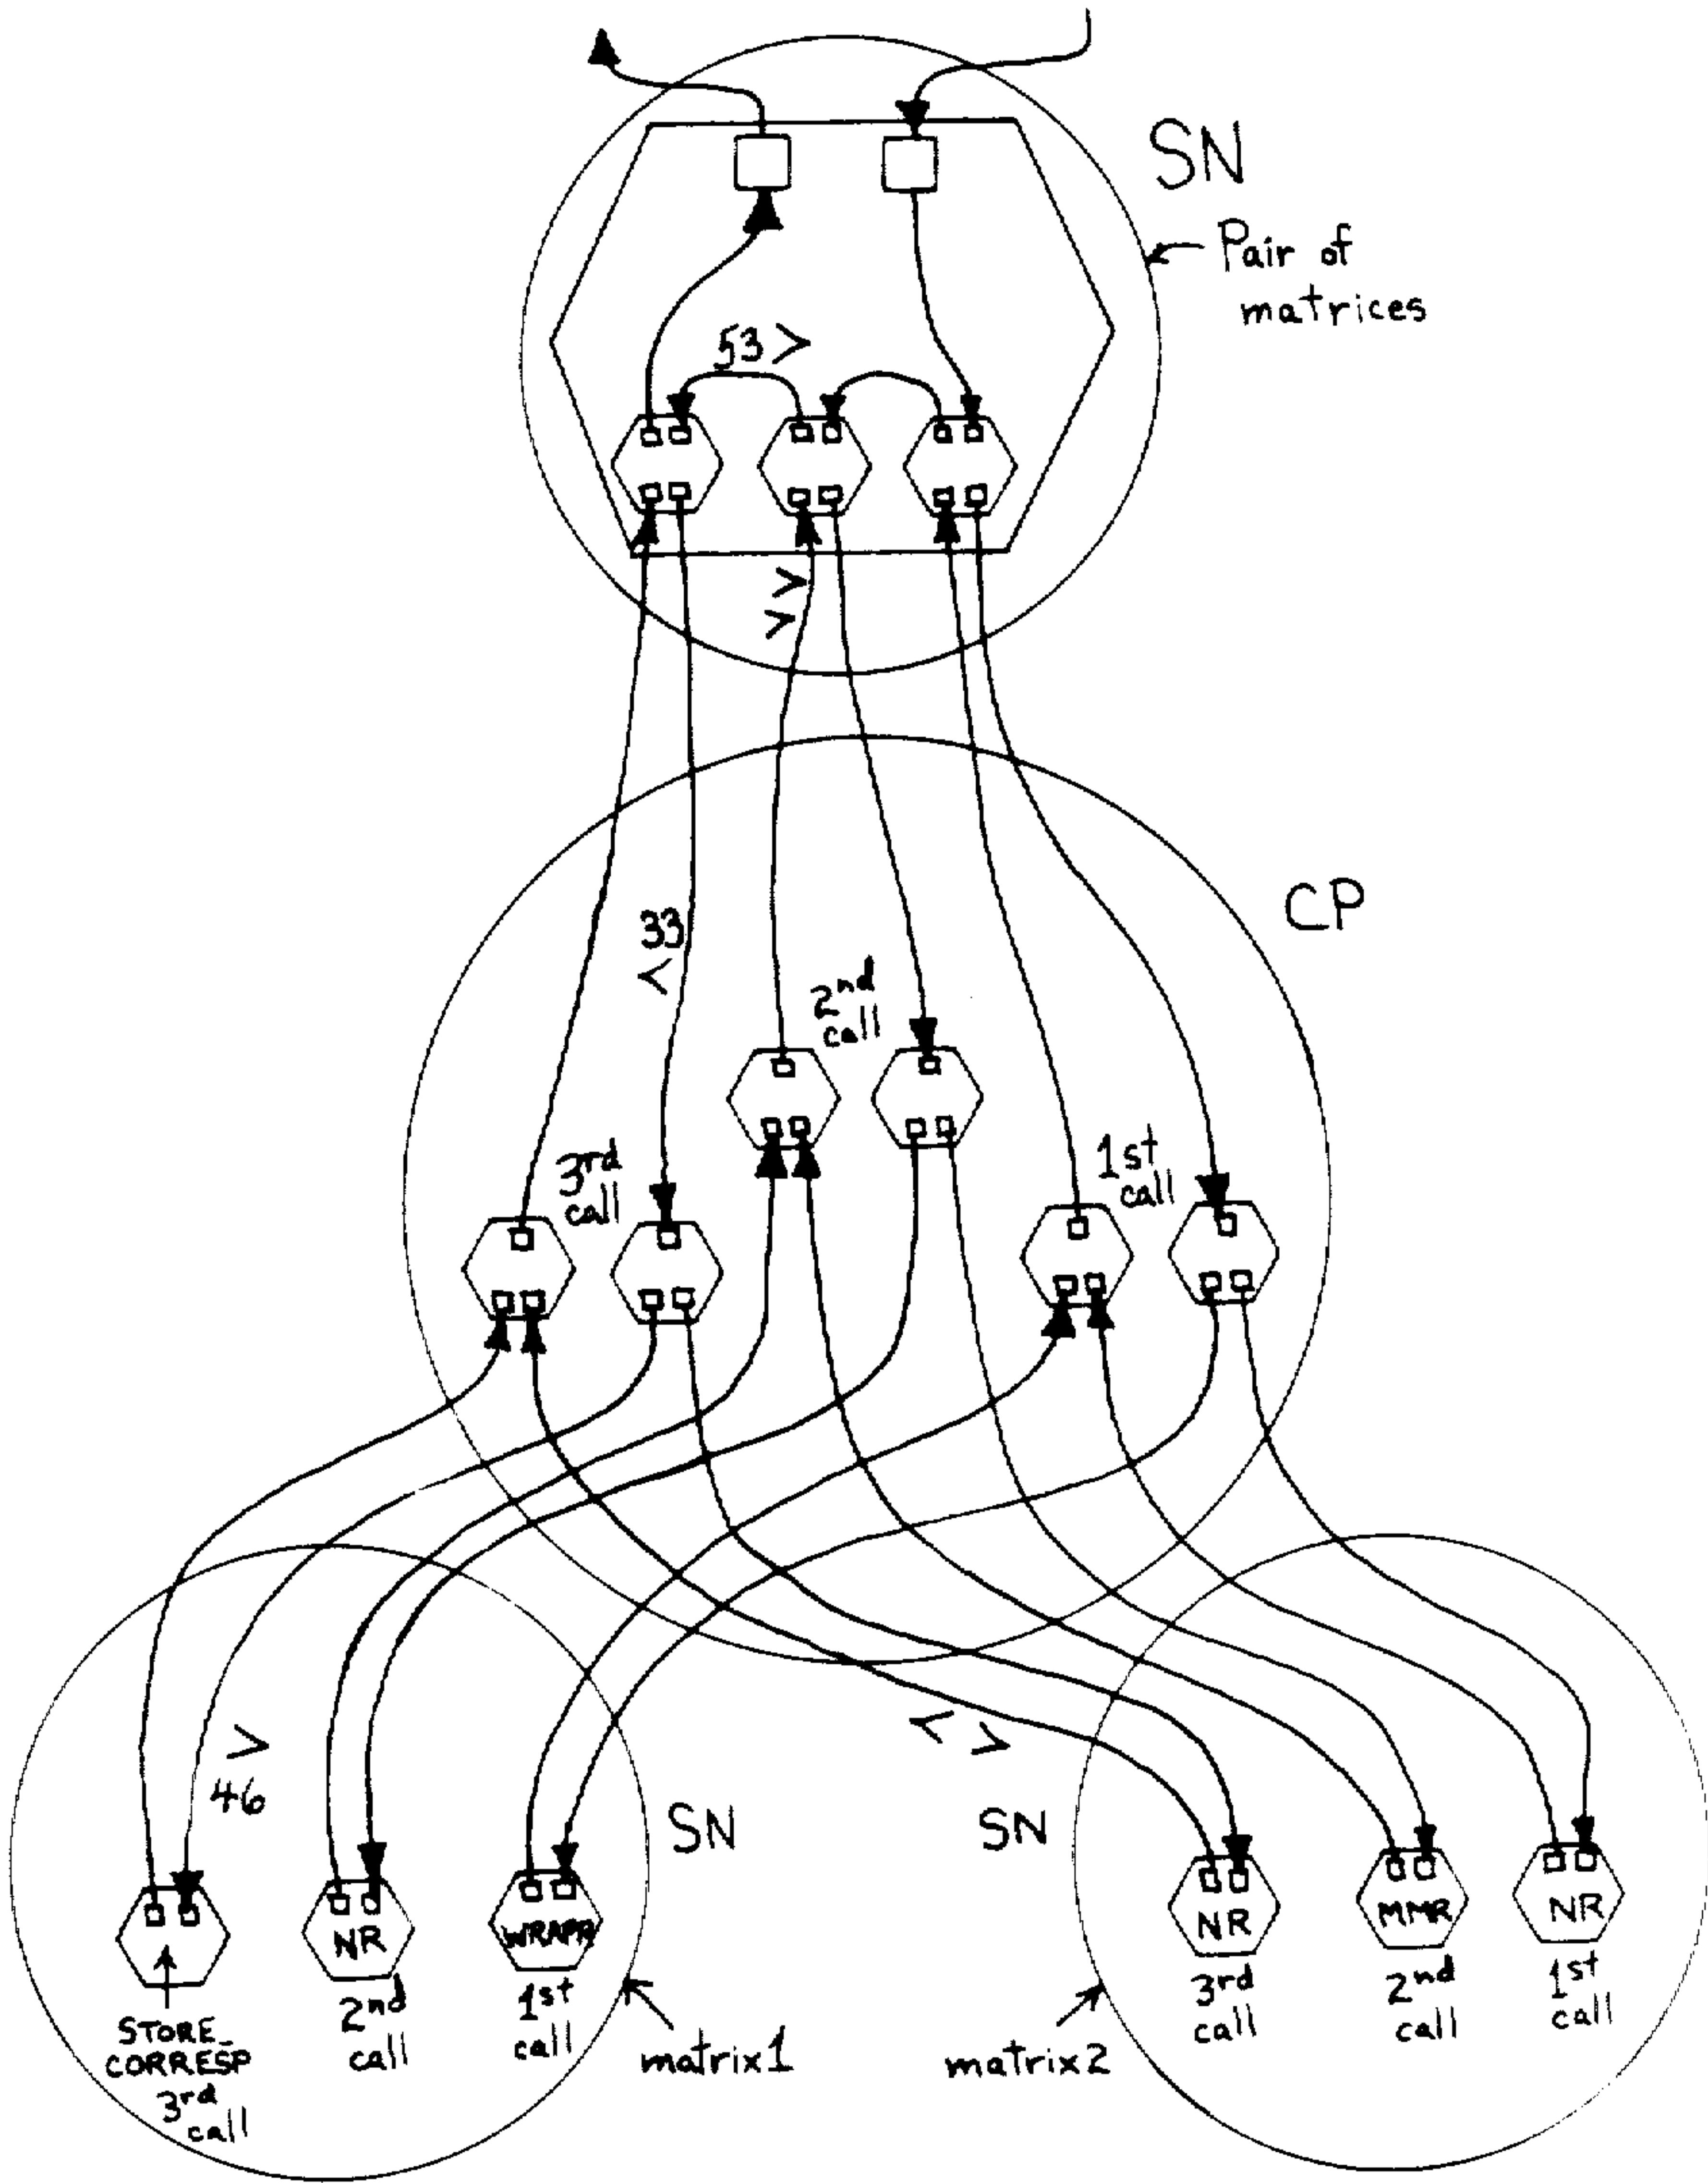 SN
Pair of
matrices
53 >
>
>
CP
33
<
2nd
call
3rd
call
1st
call
>
46
<
>
SN
SN
NR
WRAPR
NR
MMR
NR
STORE_
CORRESP
3rd
call
2nd
call
1st
call
matrix1
matrix2
3rd
call
2nd
call
1st
call